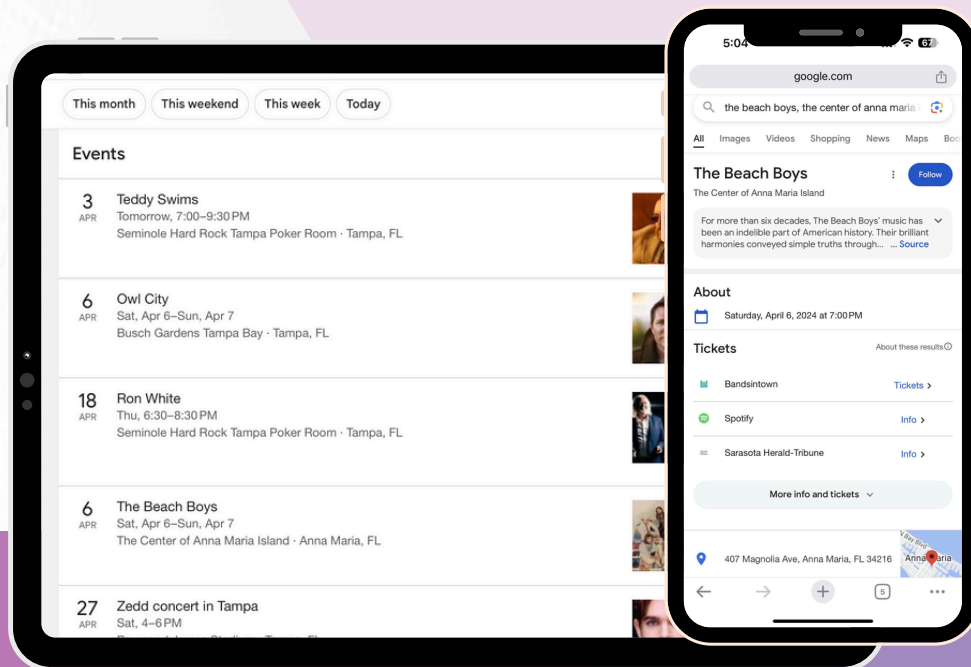 This month This weekend This week Today
Events
3
APR
Teddy Swims
Tomorrow, 7:00–9:30 PM
Seminole Hard Rock Tampa Poker Room · Tampa, FL
6
APR
Owl City
Sat, Apr 6–Sun, Apr 7
Busch Gardens Tampa Bay · Tampa, FL
18
APR
Ron White
Thu, 6:30–8:30 PM
Seminole Hard Rock Tampa Poker Room · Tampa, FL
6
APR
The Beach Boys
Sat, Apr 6–Sun, Apr 7
The Center of Anna Maria Island · Anna Maria, FL
27
APR
Zedd concert in Tampa
Sat, 4–6 PM
5:04 67
google.com
the beach boys, the center of anna maria
All Images Videos Shopping News Maps
The Beach Boys Follow
The Center of Anna Maria Island
For more than six decades, The Beach Boys' music has
been an indelible part of American history. Their brilliant
harmonies conveyed simple truths through... ... Source
About
Saturday, April 6, 2024 at 7:00 PM
Tickets About these results
Bandsintown Tickets >
Spotify Info >
Sarasota Herald-Tribune Info >
More info and tickets
407 Magnolia Ave, Anna Maria, FL 34216
N Bay Blvd
5